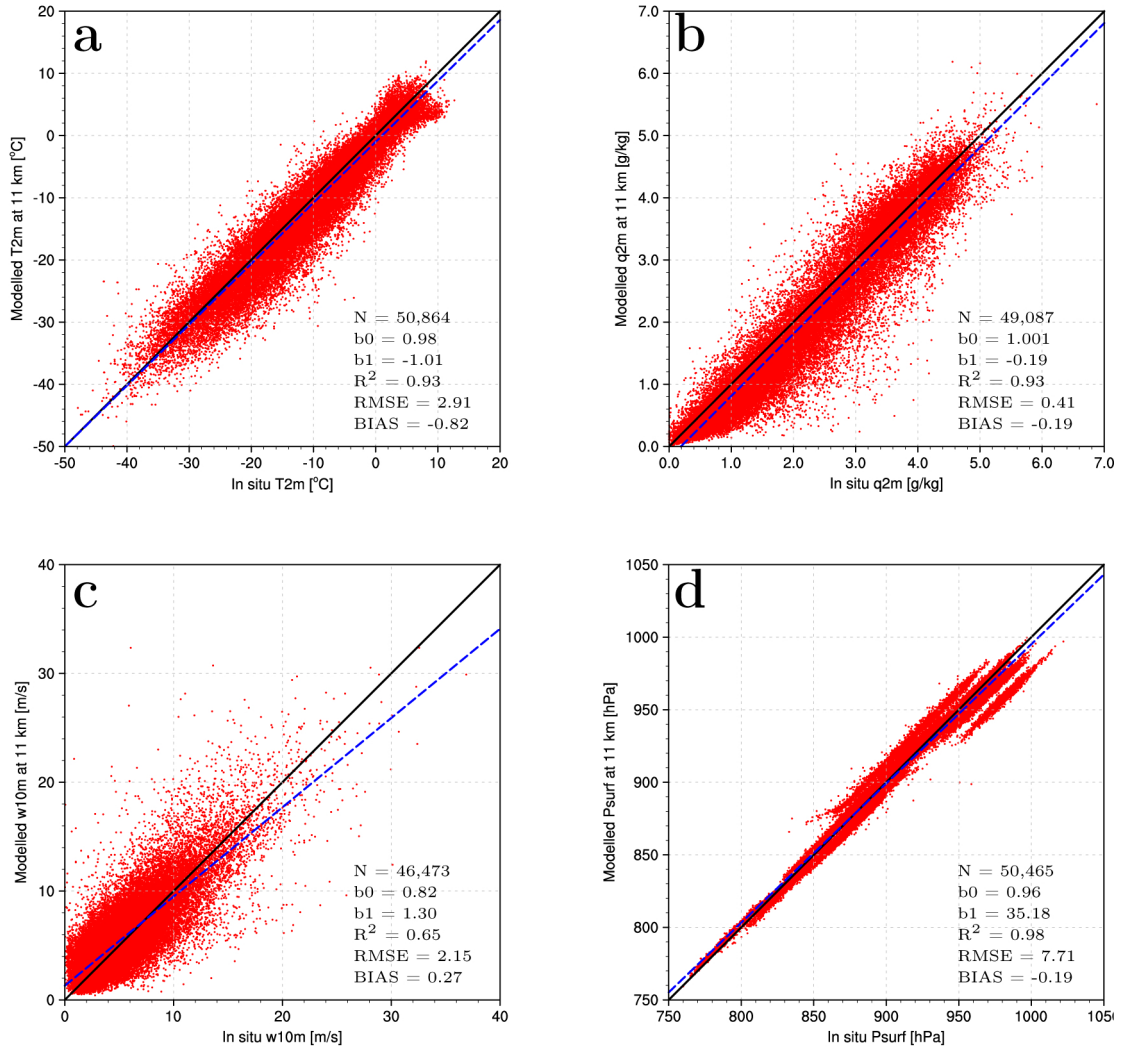 a
20
10
0
-10
-20
-30
-40
-50
Modelled T2m at 11 km [°C]
N = 50,864
b0 = 0.98
b1 = -1.01
R² = 0.93
RMSE = 2.91
BIAS = -0.82
-50 -40 -30 -20 -10 0 10 20
In situ T2m [°C]
b
7.0
6.0
5.0
4.0
3.0
2.0
1.0
0.0
Modelled q2m at 11 km [g/kg]
N = 49,087
b0 = 1.001
b1 = -0.19
R² = 0.93
RMSE = 0.41
BIAS = -0.19
0.0 1.0 2.0 3.0 4.0 5.0 6.0 7.0
In situ q2m [g/kg]
c
40
30
20
10
0
Modelled w10m at 11 km [m/s]
N = 46,473
b0 = 0.82
b1 = 1.30
R² = 0.65
RMSE = 2.15
BIAS = 0.27
0 10 20 30 40
In situ w10m [m/s]
d
1050
1000
950
900
850
800
750
Modelled Psurf at 11 km [hPa]
N = 50,465
b0 = 0.96
b1 = 35.18
R² = 0.98
RMSE = 7.71
BIAS = -0.19
750 800 850 900 950 1000 1050
In situ Psurf [hPa]